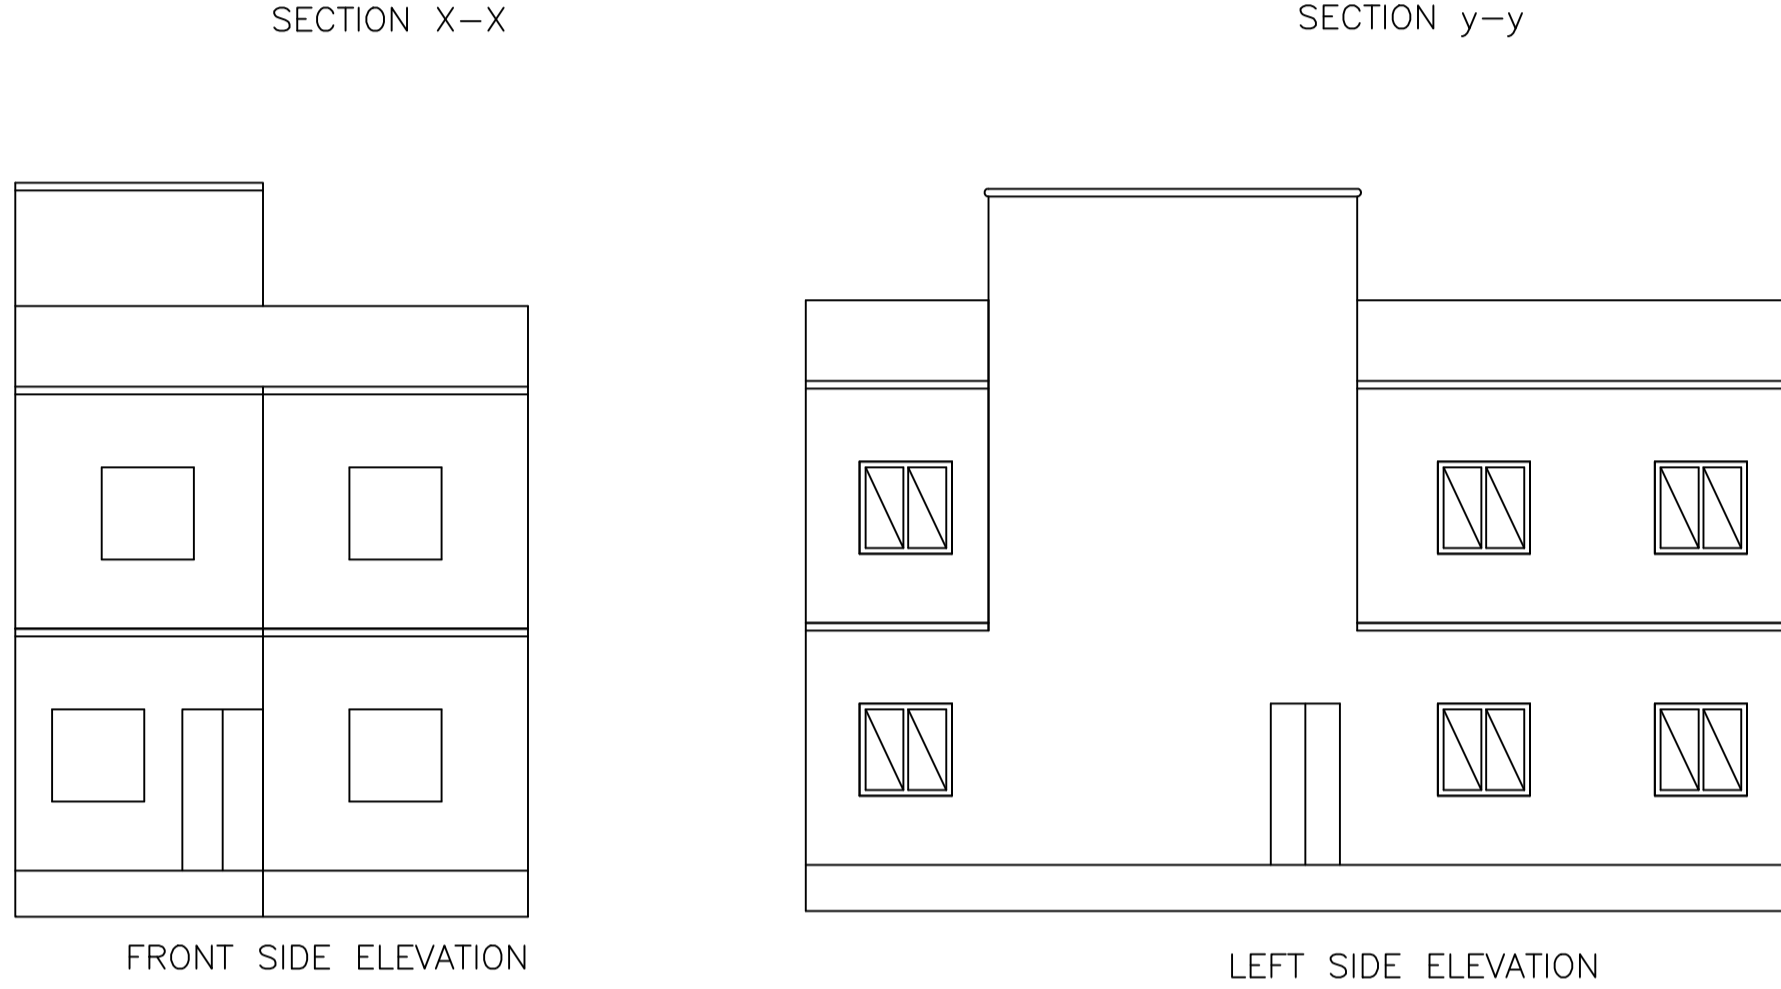 SECTION X-X
SECTION y-y
FRONT SIDE ELEVATION
LEFT SIDE ELEVATION